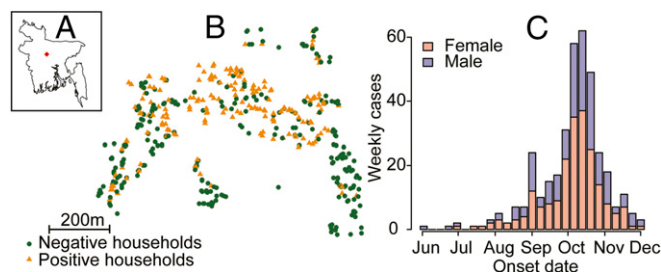 A
B
C
200m
Negative households
Positive households
Female
Male
Weekly cases
60
40
20
0
Jun Jul Aug Sep Oct Nov Dec
Onset date